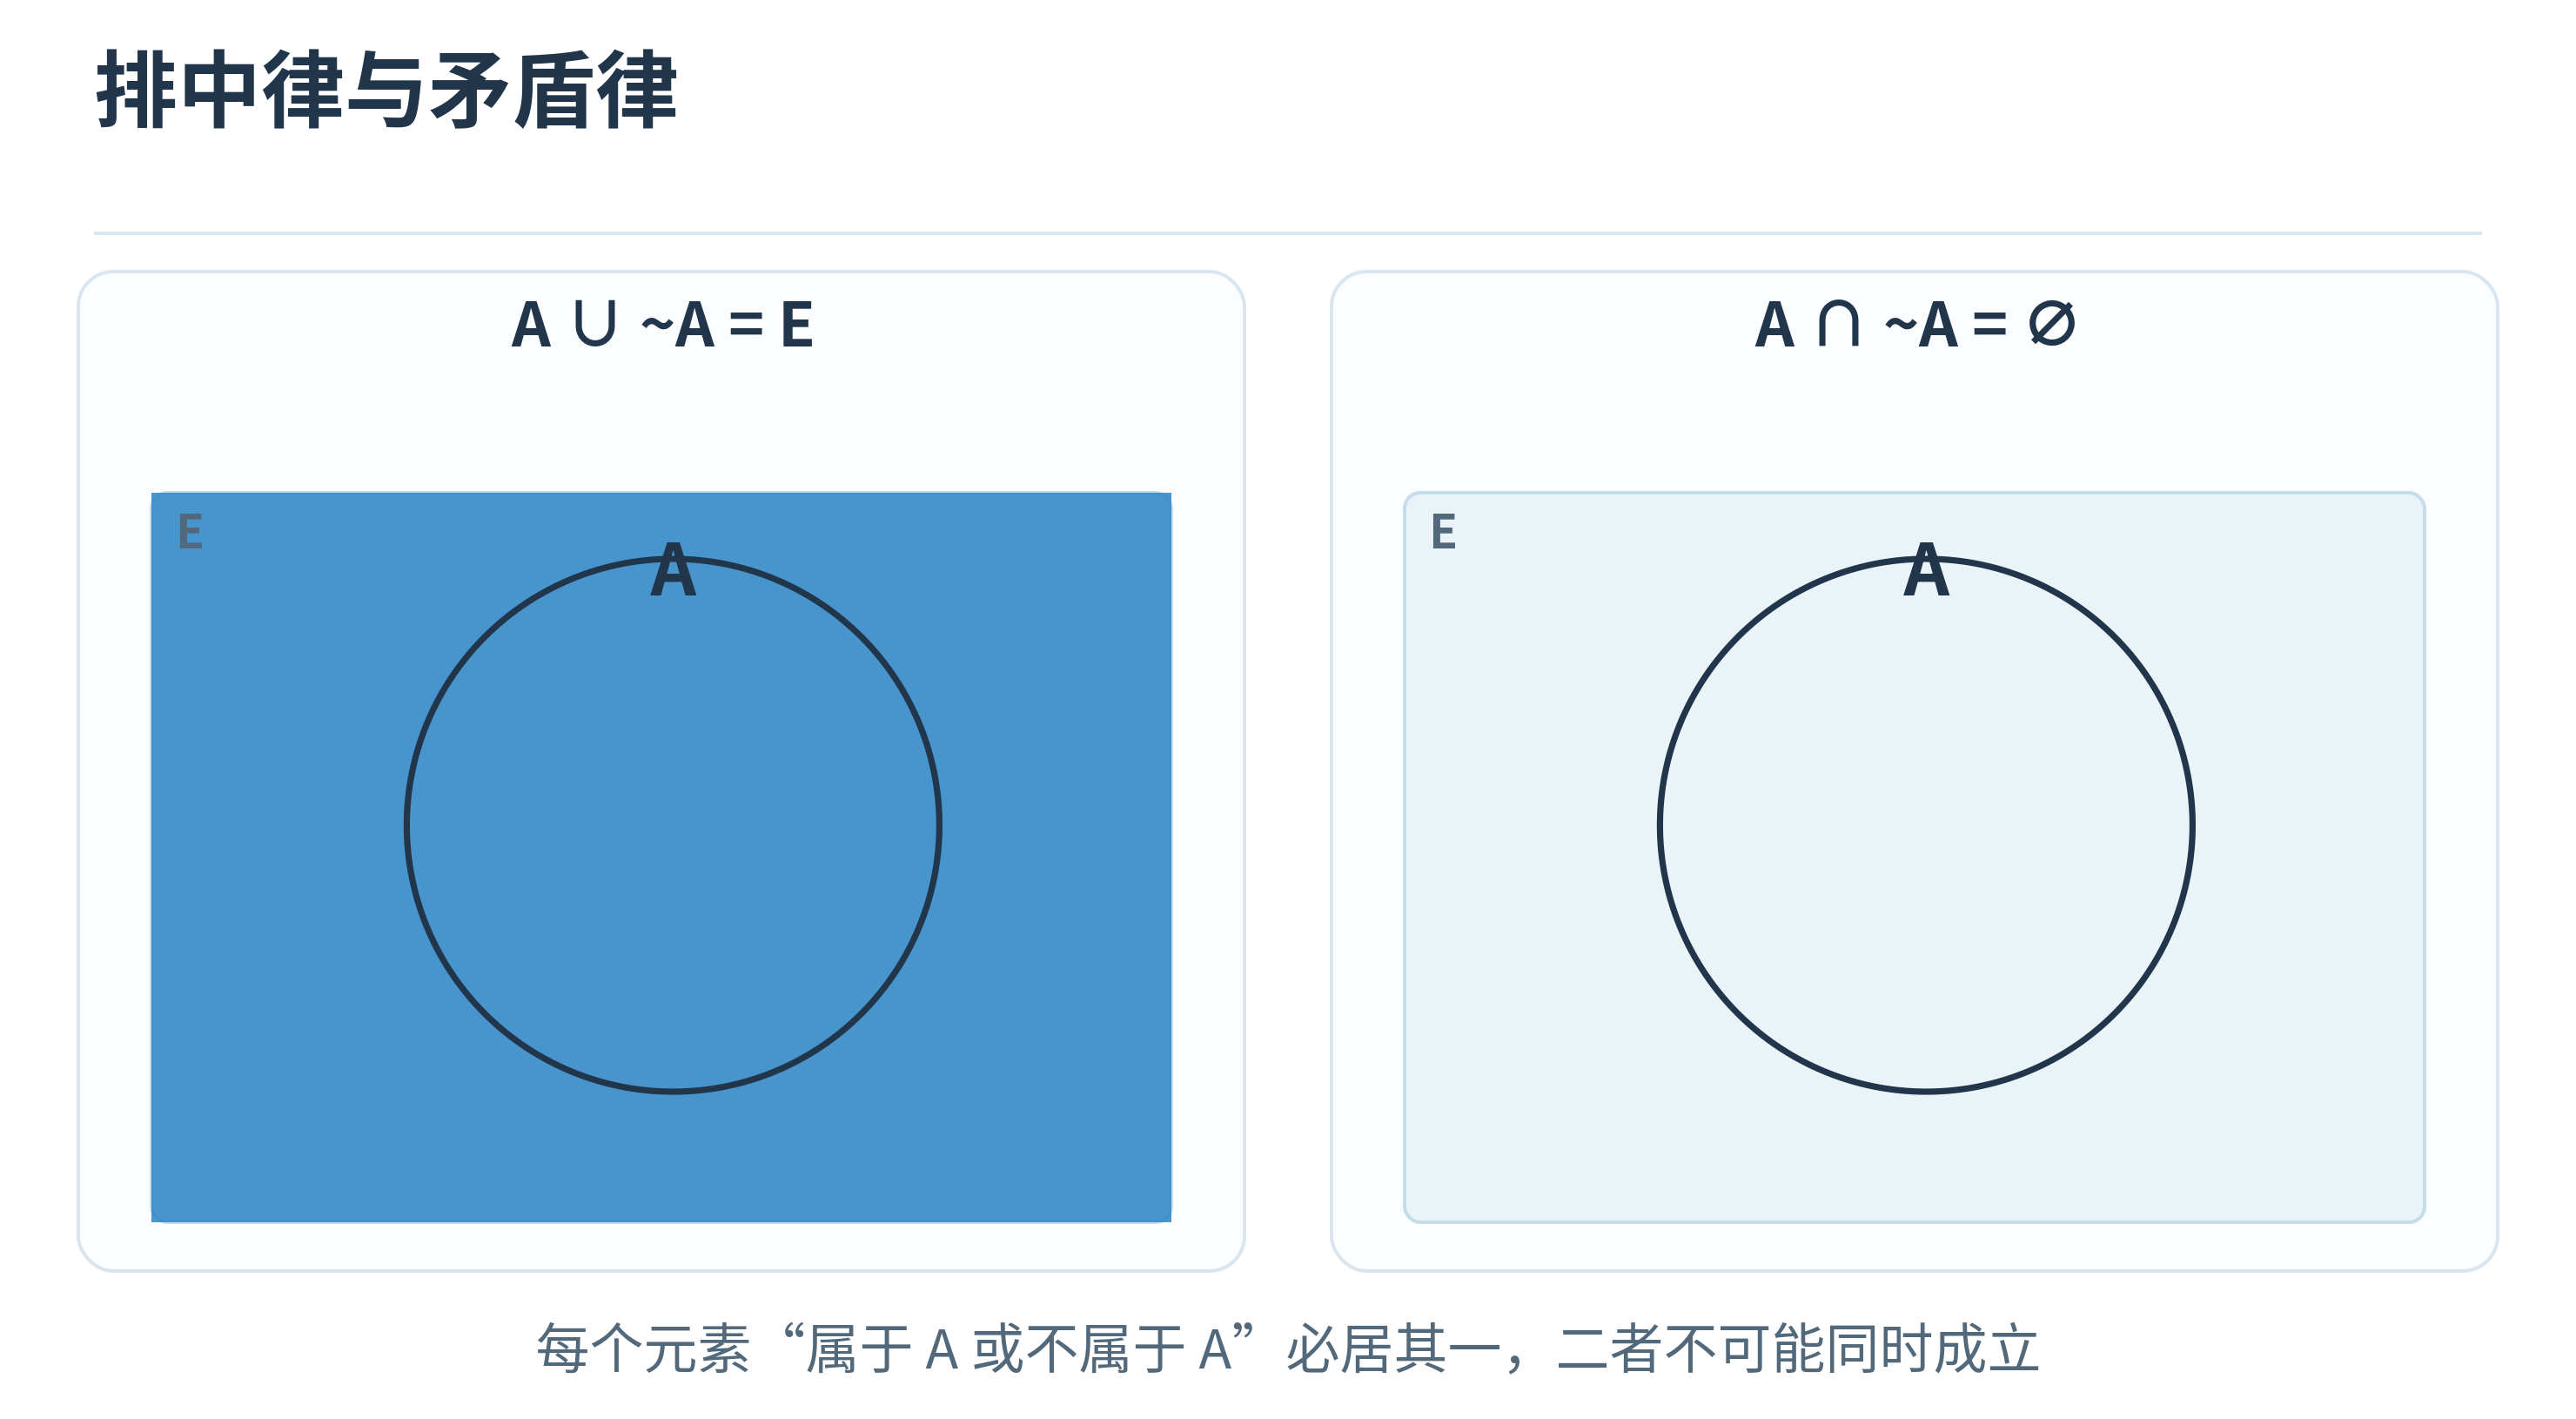 排中律与矛盾律
A ∪ ~A = E
A ∩ ~A = ∅
E
A
E
A
每个元素“属于 A 或不属于 A”必居其一，二者不可能同时成立